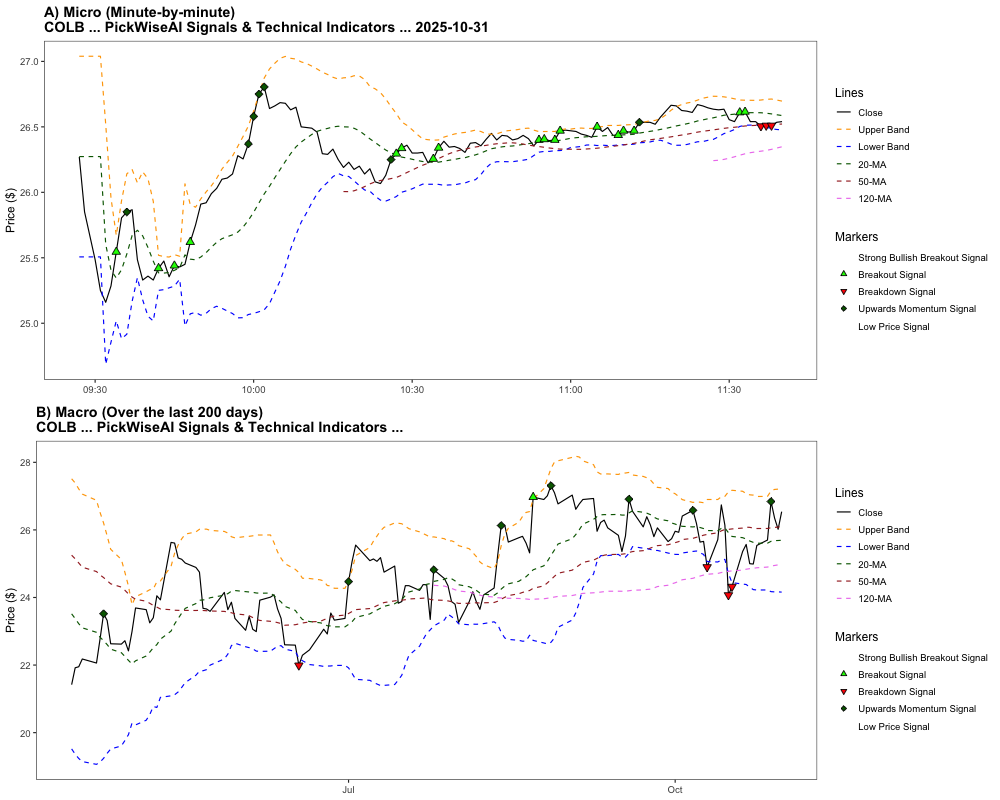 A) Micro (Minute-by-minute)
COLB ... PickWiseAI Signals & Technical Indicators ... 2025-10-31
Price ($)
27.0
26.5
26.0
25.5
25.0
09:30
10:00
10:30
11:00
11:30
Lines
Close
Upper Band
Lower Band
20-MA
50-MA
120-MA
Markers
Strong Bullish Breakout Signal
Breakout Signal
Breakdown Signal
Upwards Momentum Signal
Low Price Signal
B) Macro (Over the last 200 days)
COLB ... PickWiseAI Signals & Technical Indicators ...
Price ($)
28
26
24
22
20
Jul
Oct
Lines
Close
Upper Band
Lower Band
20-MA
50-MA
120-MA
Markers
Strong Bullish Breakout Signal
Breakout Signal
Breakdown Signal
Upwards Momentum Signal
Low Price Signal